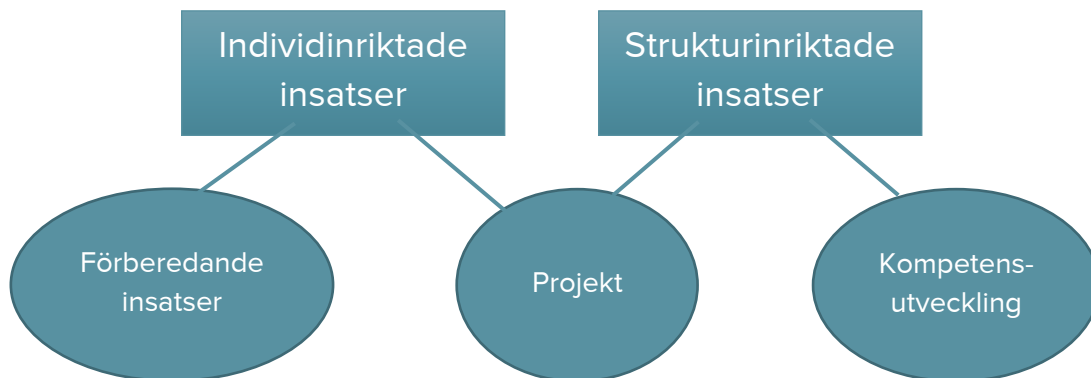 Individinriktade
insatser
Strukturinriktade
insatser
Förberedande
insatser
Projekt
Kompetens-
utveckling